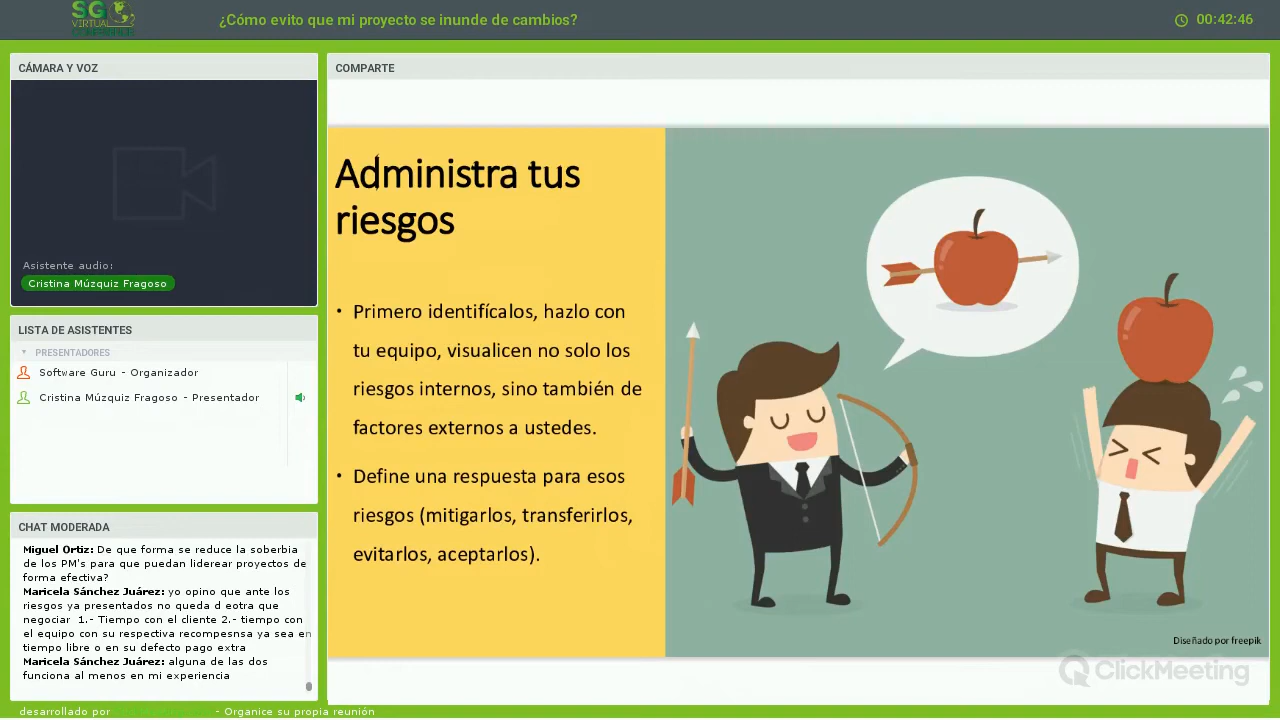 SG
VIRTUAL
¿Cómo evito que mi proyecto se inunde de cambios?
00:42:46
CÁMARA Y VOZ
Asistente audio:
Cristina Múzquiz Fragoso
LISTA DE ASISTENTES
PRESENTADORES
Software Guru - Organizador
Cristina Múzquiz Fragoso - Presentador
CHAT MODERADA
Miguel Ortiz: De que forma se reduce la soberbia
de los PM's para que puedan liderear proyectos de
forma efectiva?
Maricela Sánchez Juárez: yo opino que ante los
riesgos ya presentados no queda d eotra que
negociar 1.- Tiempo con el cliente 2.- tiempo con
el equipo con su respectiva recompesnsa ya sea en
tiempo libre o en su defecto pago extra
Maricela Sánchez Juárez: alguna de las dos
funciona al menos en mi experiencia
COMPARTE
Administra tus
riesgos
• Primero identifícalos, hazlo con
tu equipo, visualicen no solo los
riesgos internos, sino también de
factores externos a ustedes.
• Define una respuesta para esos
riesgos (mitigarlos, transferirlos,
evitarlos, aceptarlos).
Diseñado por freepik
ClickMeeting
desarrollado por - Organice su propia reunión